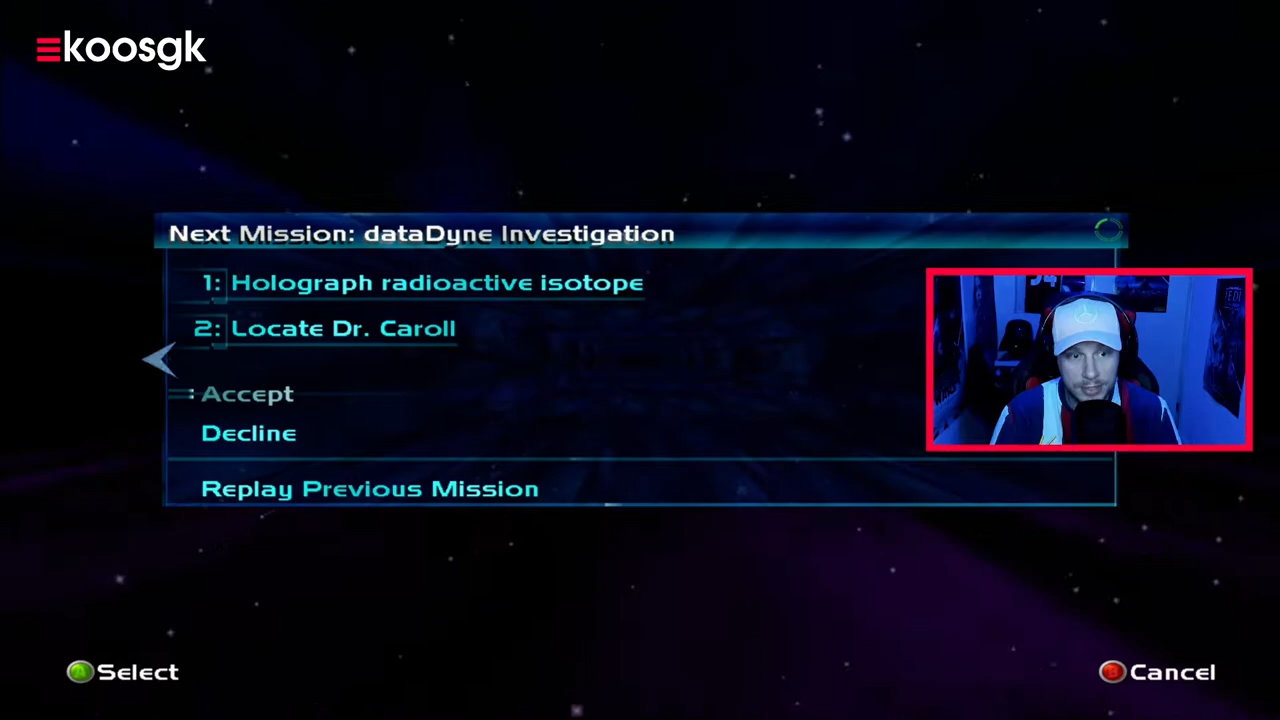 koosgk
Next Mission: dataDyne Investigation
1: Holograph radioactive isotope
2: Locate Dr. Caroll
Accept
Decline
Replay Previous Mission
A Select
B Cancel